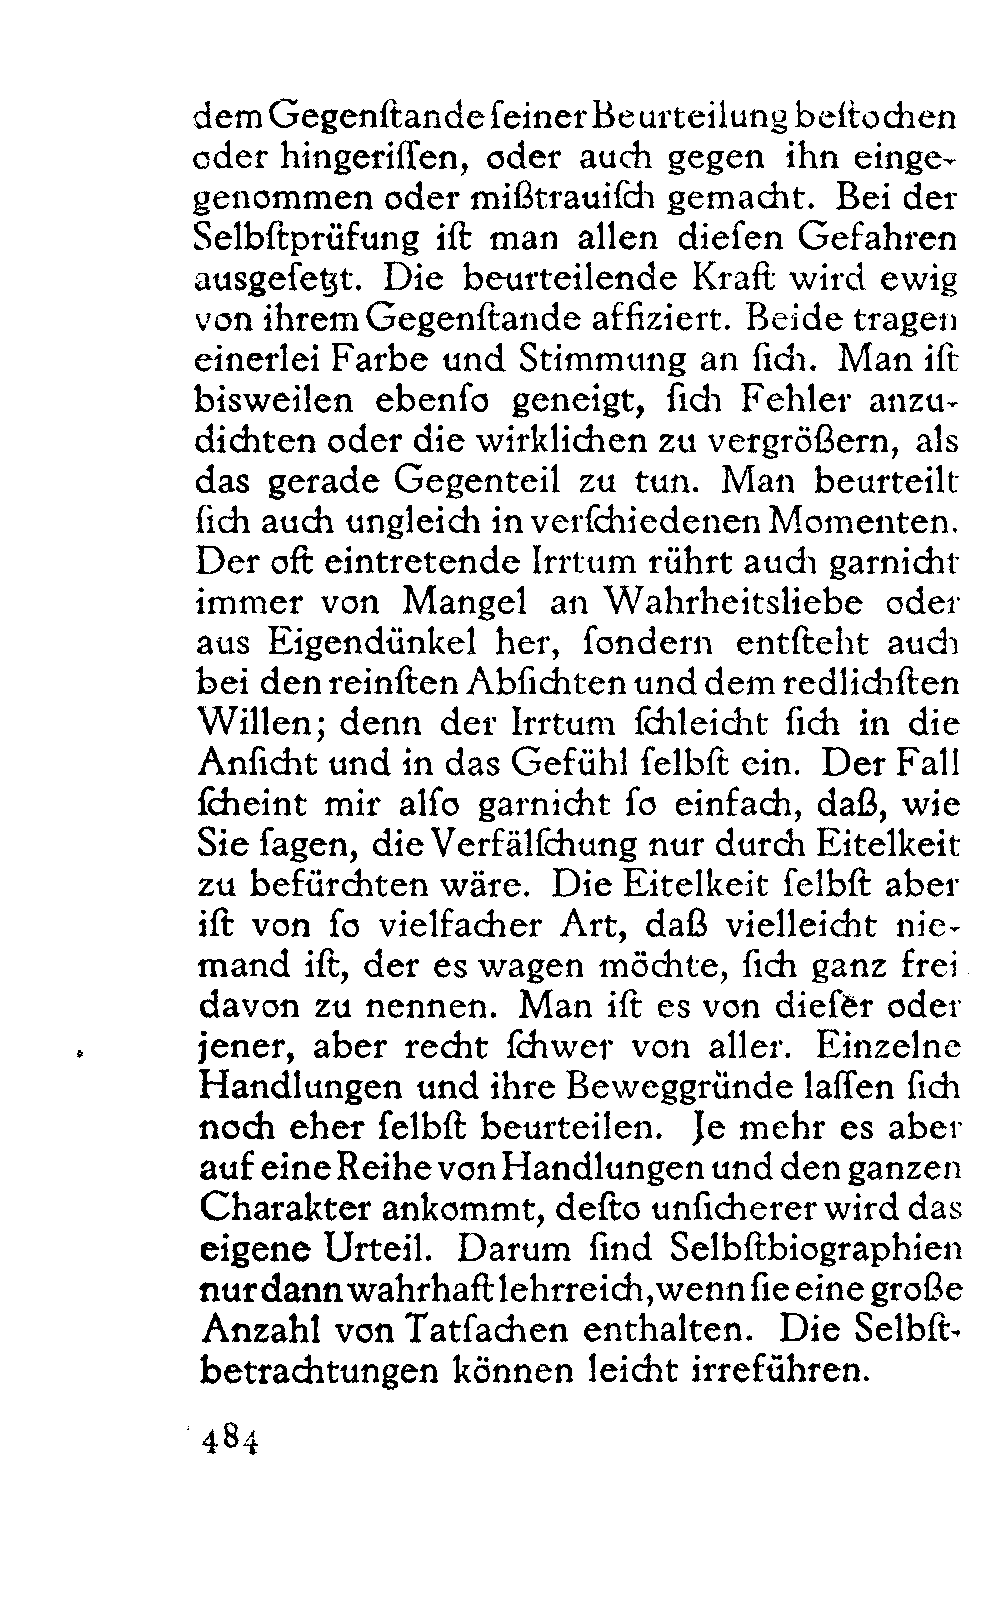 dem Gegenſtande ſeiner Beurteilung beſtochen
oder hingeriſſen, oder auch gegen ihn einge-
genommen oder mißtrauiſch gemacht. Bei der
Selbſtprüfung iſt man allen dieſen Gefahren
ausgeſetzt. Die beurteilende Kraft wird ewig
von ihrem Gegenſtande affiziert. Beide tragen
einerlei Farbe und Stimmung an ſich. Man iſt
bisweilen ebenſo geneigt, ſich Fehler anzu-
dichten oder die wirklichen zu vergrößern, als
das gerade Gegenteil zu tun. Man beurteilt
ſich auch ungleich in verſchiedenen Momenten.
Der oft eintretende Irrtum rührt auch garnicht
immer von Mangel an Wahrheitsliebe oder
aus Eigendünkel her, ſondern entſteht auch
bei den reinſten Abſichten und dem redlichſten
Willen; denn der Irrtum ſchleicht ſich in die
Anſicht und in das Gefühl ſelbſt ein. Der Fall
ſcheint mir alſo garnicht ſo einfach, daß, wie
Sie ſagen, die Verfälſchung nur durch Eitelkeit
zu befürchten wäre. Die Eitelkeit ſelbſt aber
iſt von ſo vielfacher Art, daß vielleicht nie-
mand iſt, der es wagen möchte, ſich ganz frei
davon zu nennen. Man iſt es von dieſer oder
jener, aber recht ſchwer von aller. Einzelne
Handlungen und ihre Beweggründe laſſen ſich
noch eher ſelbſt beurteilen. Je mehr es aber
auf eine Reihe von Handlungen und den ganzen
Charakter ankommt, deſto unſicherer wird das
eigene Urteil. Darum ſind Selbſtbiographien
nur dann wahrhaft lehrreich, wenn ſie eine große
Anzahl von Tatſachen enthalten. Die Selbſt-
betrachtungen können leicht irreführen.
484